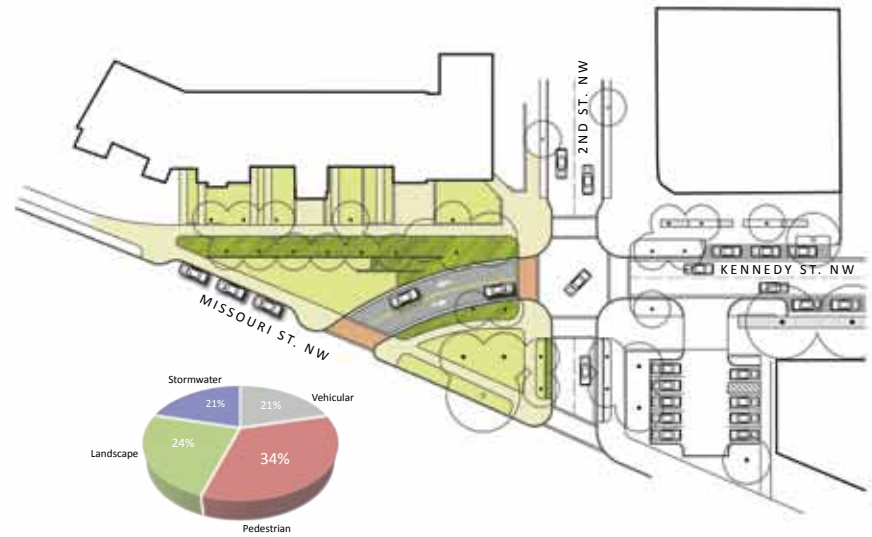 2ND ST. NW
KENNEDY ST. NW
MISSOURI ST. NW
Stormwater
21%
21%
Vehicular
Landscape
24%
34%
Pedestrian